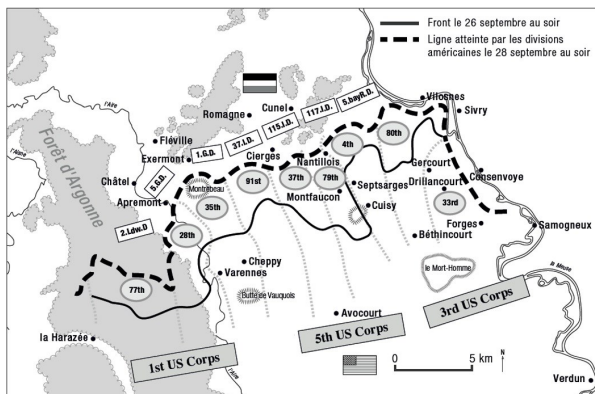 Front le 26 septembre au soir
Ligne atteinte par les divisions
américaines le 28 septembre au soir
l'Aire
l'Aisne
Forêt d'Argonne
Romagne
Cunel
Vilosnes
Sivry
Fléville
Exermont
1.G.D.
37.I.D.
115.I.D.
117.I.D.
5.bayR.D.
Cierges
Nantillois
4th
80th
Gercourt
Drillancourt
Consenvoye
Châtel
5.G.D.
Apremont
Montrebeau
91st
37th
79th
Montfaucon
Septsarges
Cuisy
33rd
35th
28th
2.Ldw.D
Forges
Samogneux
Béthincourt
Cheppy
Varennes
77th
Butte de Vauquois
le Mort-Homme
la Meuse
la Harazée
Avocourt
1st US Corps
5th US Corps
3rd US Corps
l'Aire
0
5 km
N
Verdun